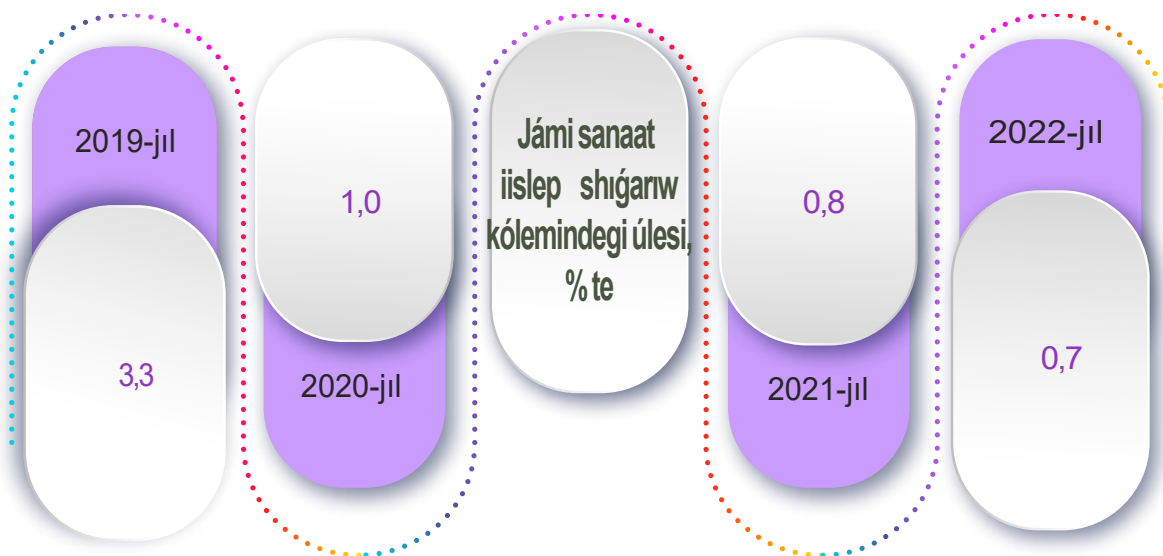 2019-jıl
3,3
1,0
2020-jıl
Jámi sanaat
iislep shıǵarıw
kólemindegi úlesi,
% te
0,8
2021-jıl
2022-jıl
0,7